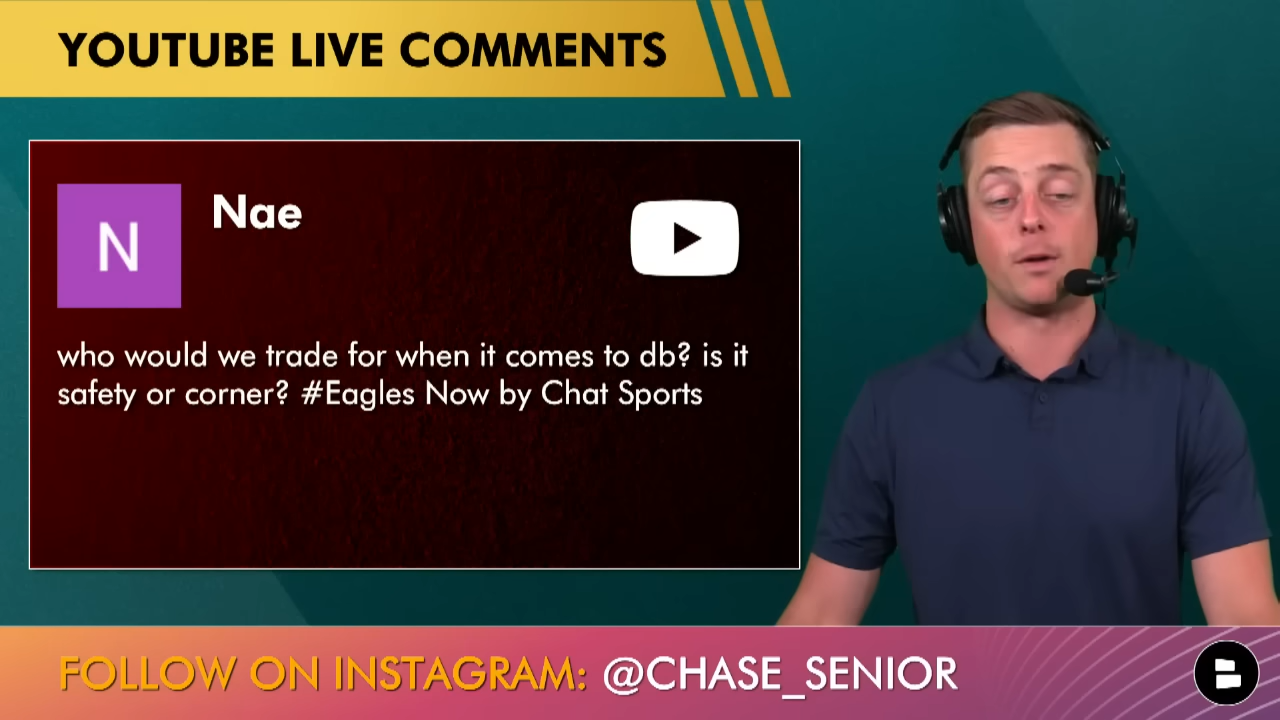 YOUTUBE LIVE COMMENTS
N
Nae
who would we trade for when it comes to db? is it
safety or corner? #Eagles Now by Chat Sports
FOLLOW ON INSTAGRAM: @CHASE_SENIOR